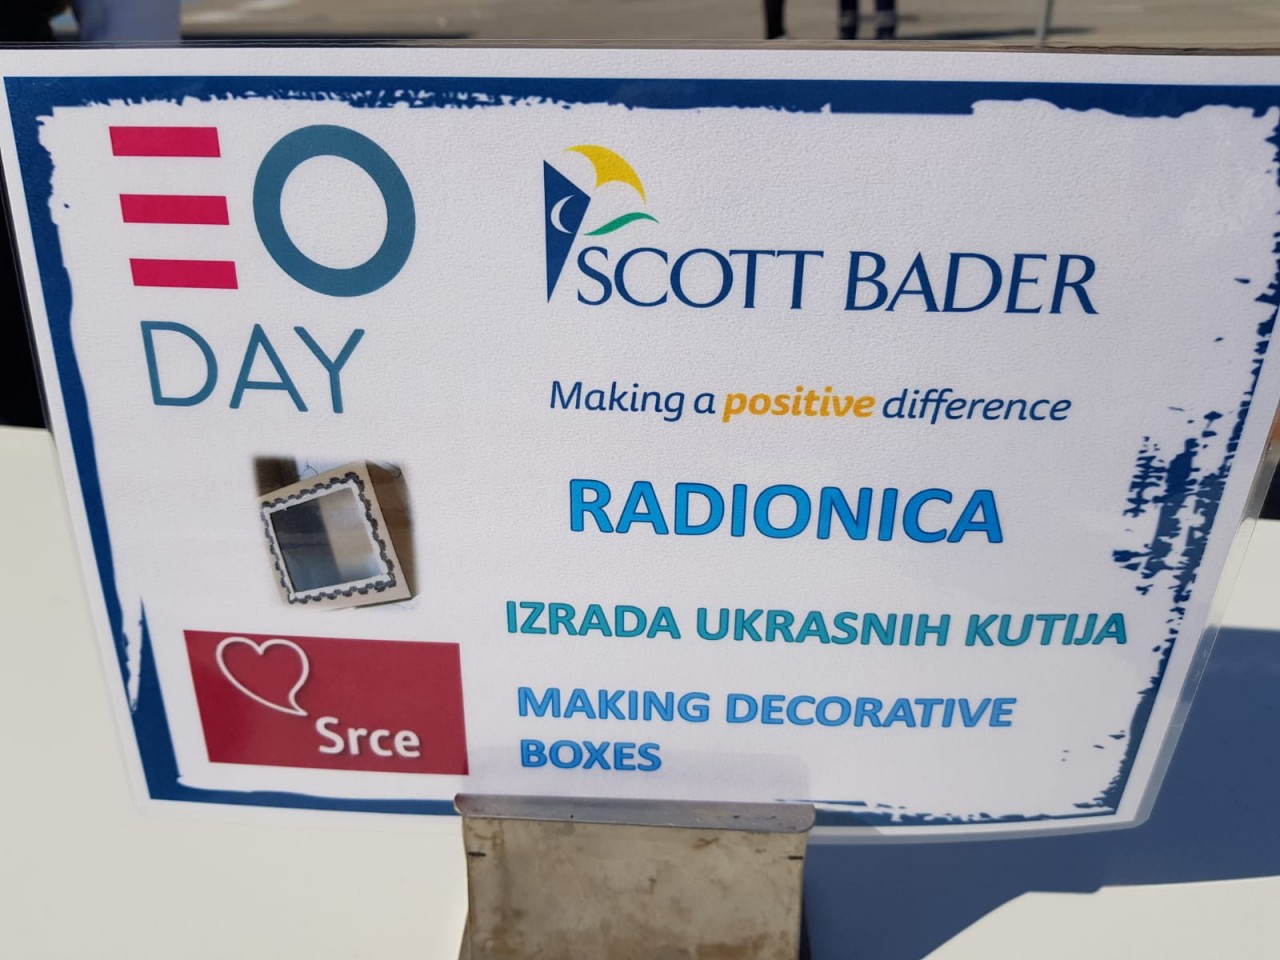 EO
DAY
SCOTT BADER
Making a positive difference
RADIONICA
IZRADA UKRASNIH KUTIJA
Srce
MAKING DECORATIVE
BOXES